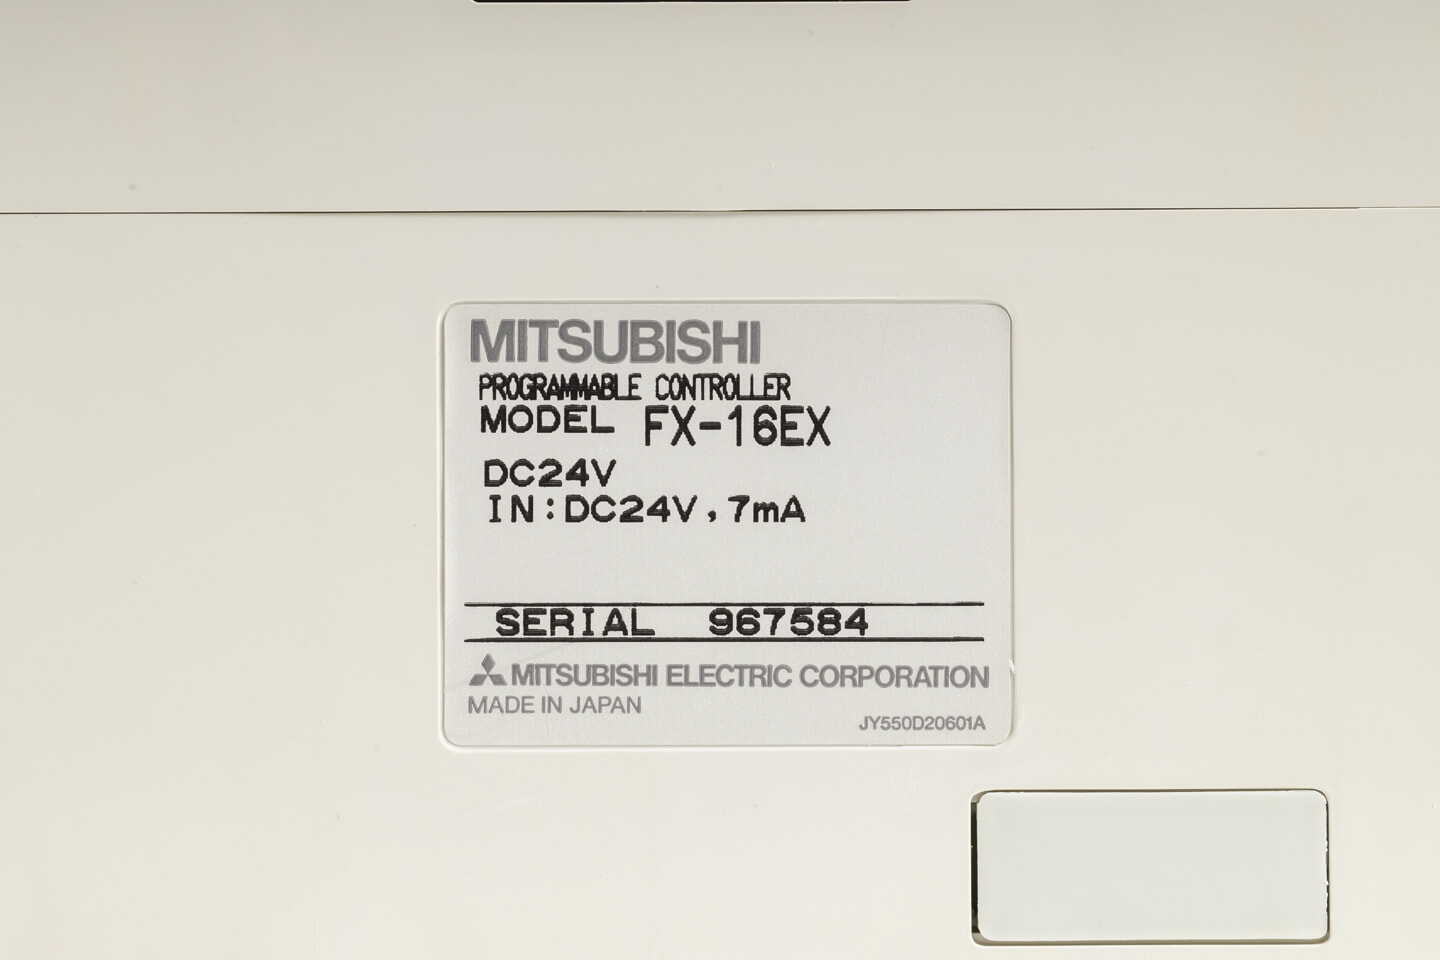 MITSUBISHI
PROGRAMMABLE CONTROLLER
MODEL FX-16EX
DC24V
IN:DC24V,7mA
SERIAL 967584
MITSUBISHI ELECTRIC CORPORATION
MADE IN JAPAN
JY550D20601A